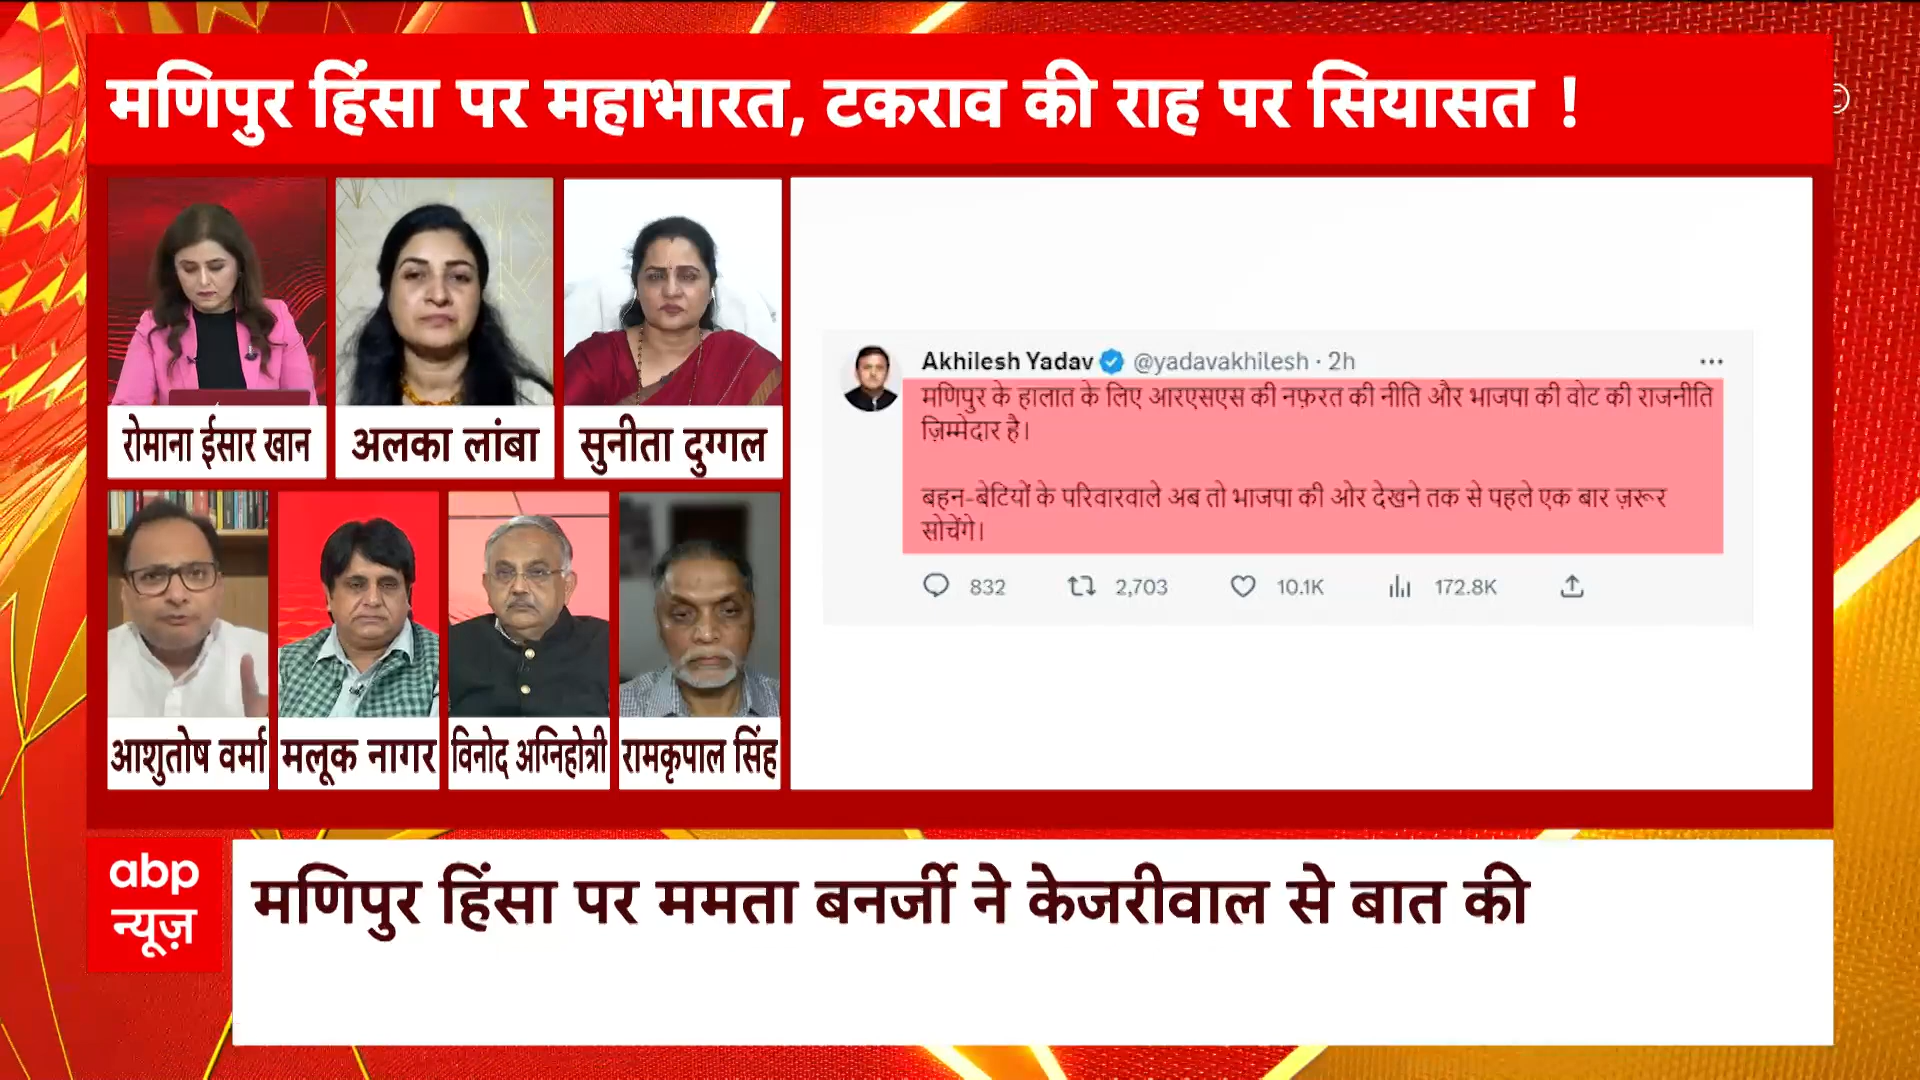 मणिपुर हिंसा पर महाभारत, टकराव की राह पर सियासत !
रोमाना ईसार खान
अलका लांबा
सुनीता दुग्गल
आशुतोष वर्मा
मलूक नागर
विनोद अग्निहोत्री
रामकृपाल सिंह
Akhilesh Yadav @yadavakhilesh · 2h
मणिपुर के हालात के लिए आरएसएस की नफ़रत की नीति और भाजपा की वोट की राजनीति
ज़िम्मेदार है।
बहन-बेटियों के परिवारवाले अब तो भाजपा की ओर देखने तक से पहले एक बार ज़रूर
सोचेंगे।
832 2,703 10.1K 172.8K
abp
न्यूज़
मणिपुर हिंसा पर ममता बनर्जी ने केजरीवाल से बात की